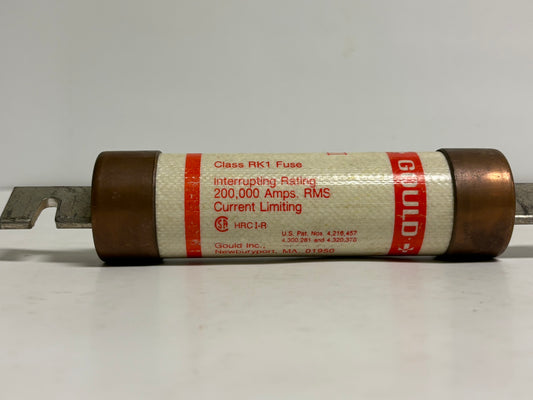 Class RK1 Fuse
Interrupting Rating
200,000 Amps. RMS
Current Limiting
SA HRC I-R
U.S. Pat. Nos. 4,216,457
4,300,281 and 4,320,376
Gould Inc.,
Newburyport, MA. 01950
GOULD